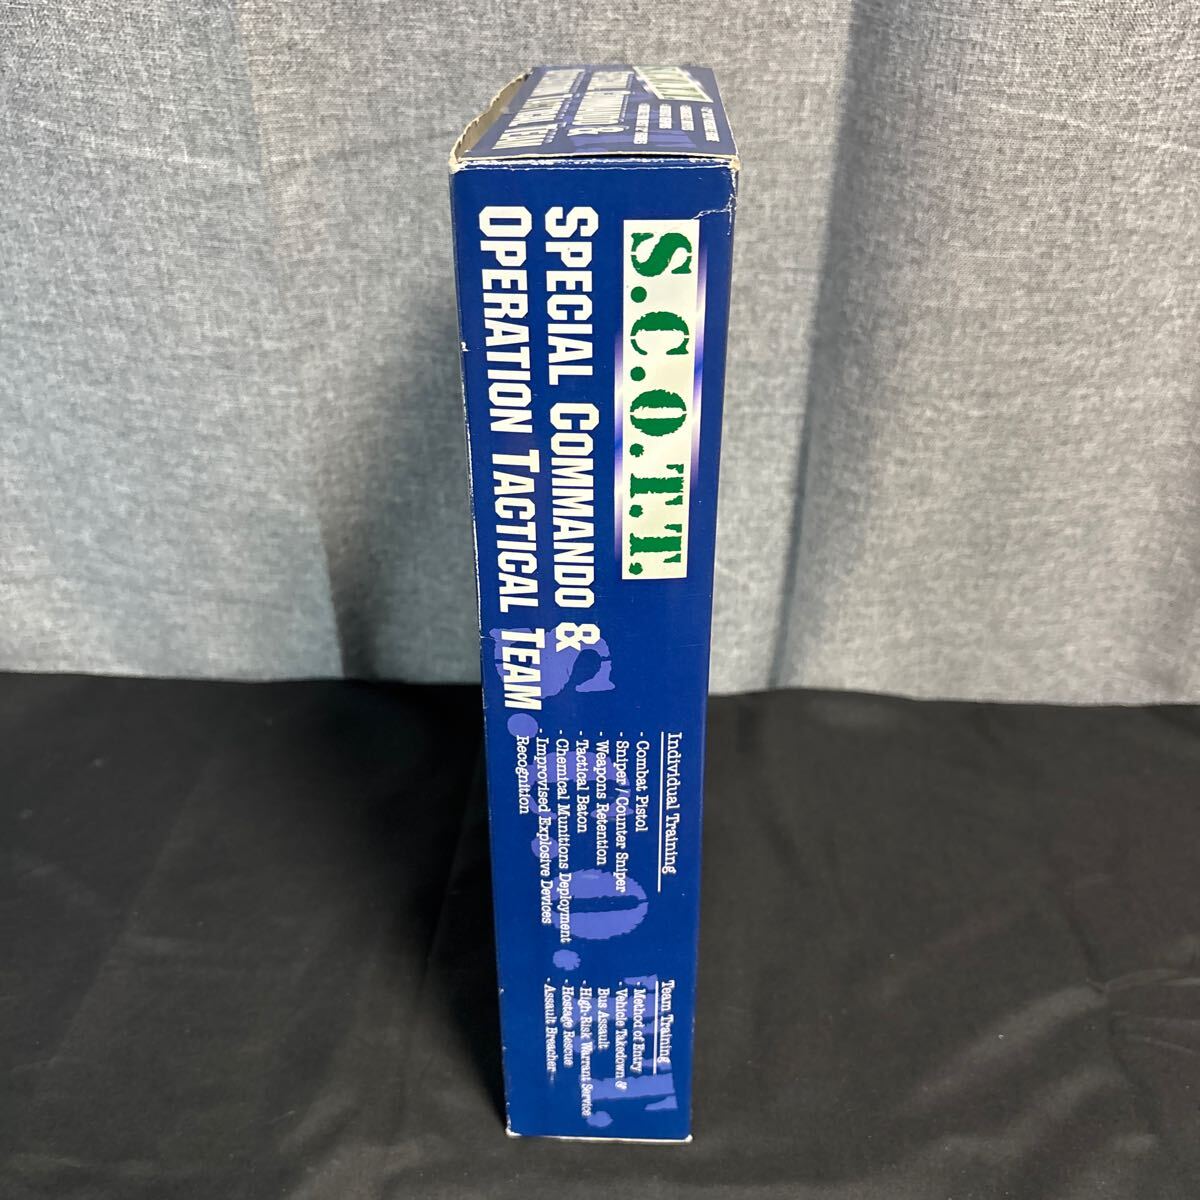 S.C.O.T.T.
SPECIAL COMMANDO &
OPERATION TACTICAL TEAM
Individual Training
- Combat Pistol
- Sniper / Counter Sniper
- Weapons Retention
- Tactical Baton
- Chemical Munitions Deployment
- Improvised Explosive Devices
Recognition
Team Training
- Method of Entry
- Vehicle Takedown &
Bus Assault
- High-Risk Warrant Service
- Hostage Rescue
- Assault Breacher
S.C.O.T.T.